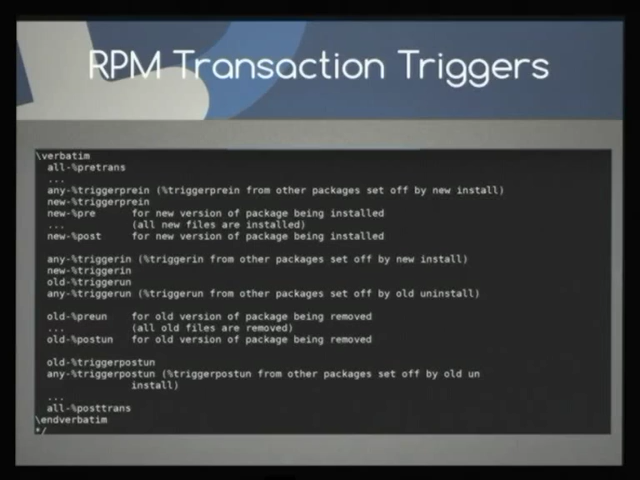 RPM Transaction Triggers
\verbatim
all-%pretrans
...
any-%triggerprein (%triggerprein from other packages set off by new install)
new-%triggerprein
new-%pre for new version of package being installed
... (all new files are installed)
new-%post for new version of package being installed
any-%triggerin (%triggerin from other packages set off by new install)
new-%triggerin
old-%triggerun
any-%triggerun (%triggerun from other packages set off by old uninstall)
old-%preun for old version of package being removed
... (all old files are removed)
old-%postun for old version of package being removed
old-%triggerpostun
any-%triggerpostun (%triggerpostun from other packages set off by old un
install)
...
all-%posttrans
\endverbatim
*/